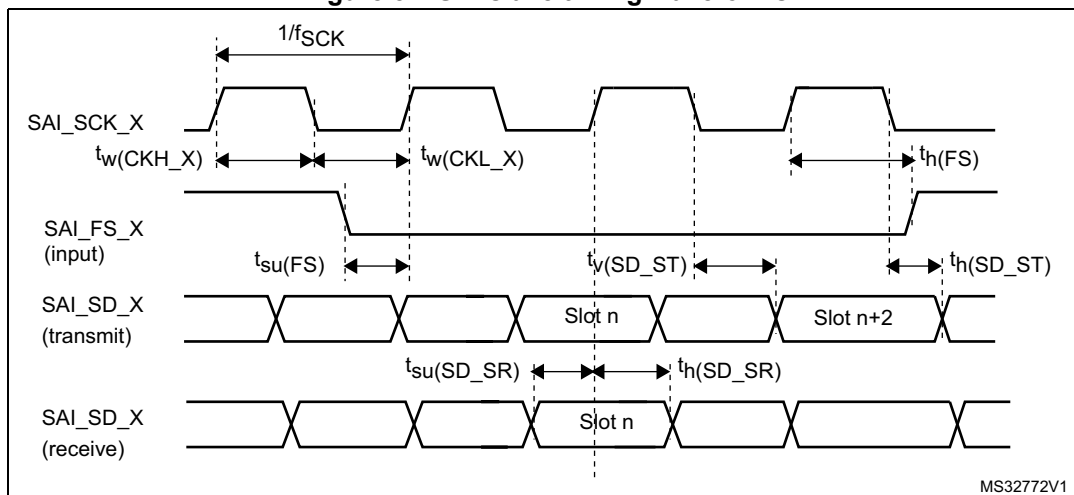 1/fSCK
SAI_SCK_X
tw(CKH_X)
tw(CKL_X)
th(FS)
SAI_FS_X
(input)
tsu(FS)
tv(SD_ST)
th(SD_ST)
SAI_SD_X
(transmit)
Slot n
Slot n+2
tsu(SD_SR)
th(SD_SR)
SAI_SD_X
(receive)
Slot n
MS32772V1